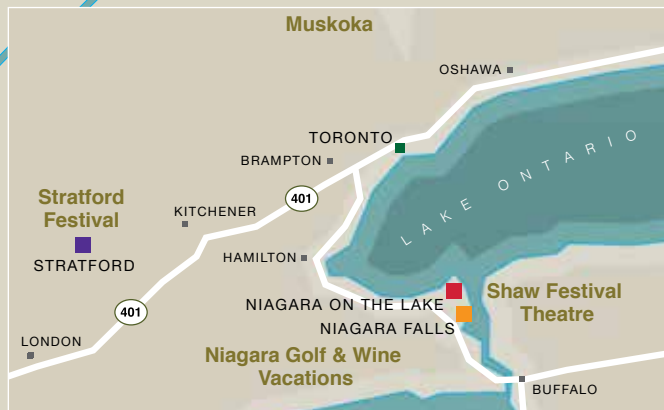 Muskoka
OSHAWA
TORONTO
BRAMPTON
LAKE ONTARIO
Stratford
Festival
401
KITCHENER
STRATFORD
HAMILTON
NIAGARA ON THE LAKE
Shaw Festival
Theatre
401
NIAGARA FALLS
LONDON
Niagara Golf & Wine
Vacations
BUFFALO